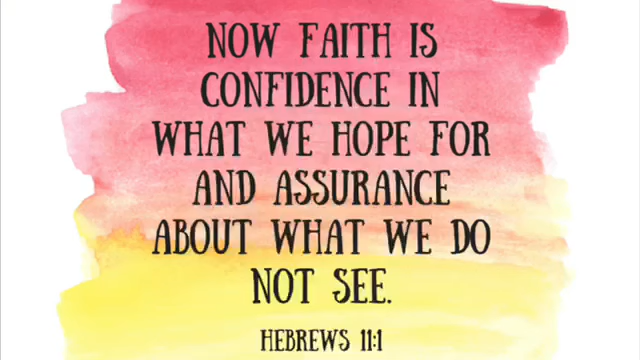 NOW FAITH IS
CONFIDENCE IN
WHAT WE HOPE FOR
AND ASSURANCE
ABOUT WHAT WE DO
NOT SEE.
HEBREWS 11:1